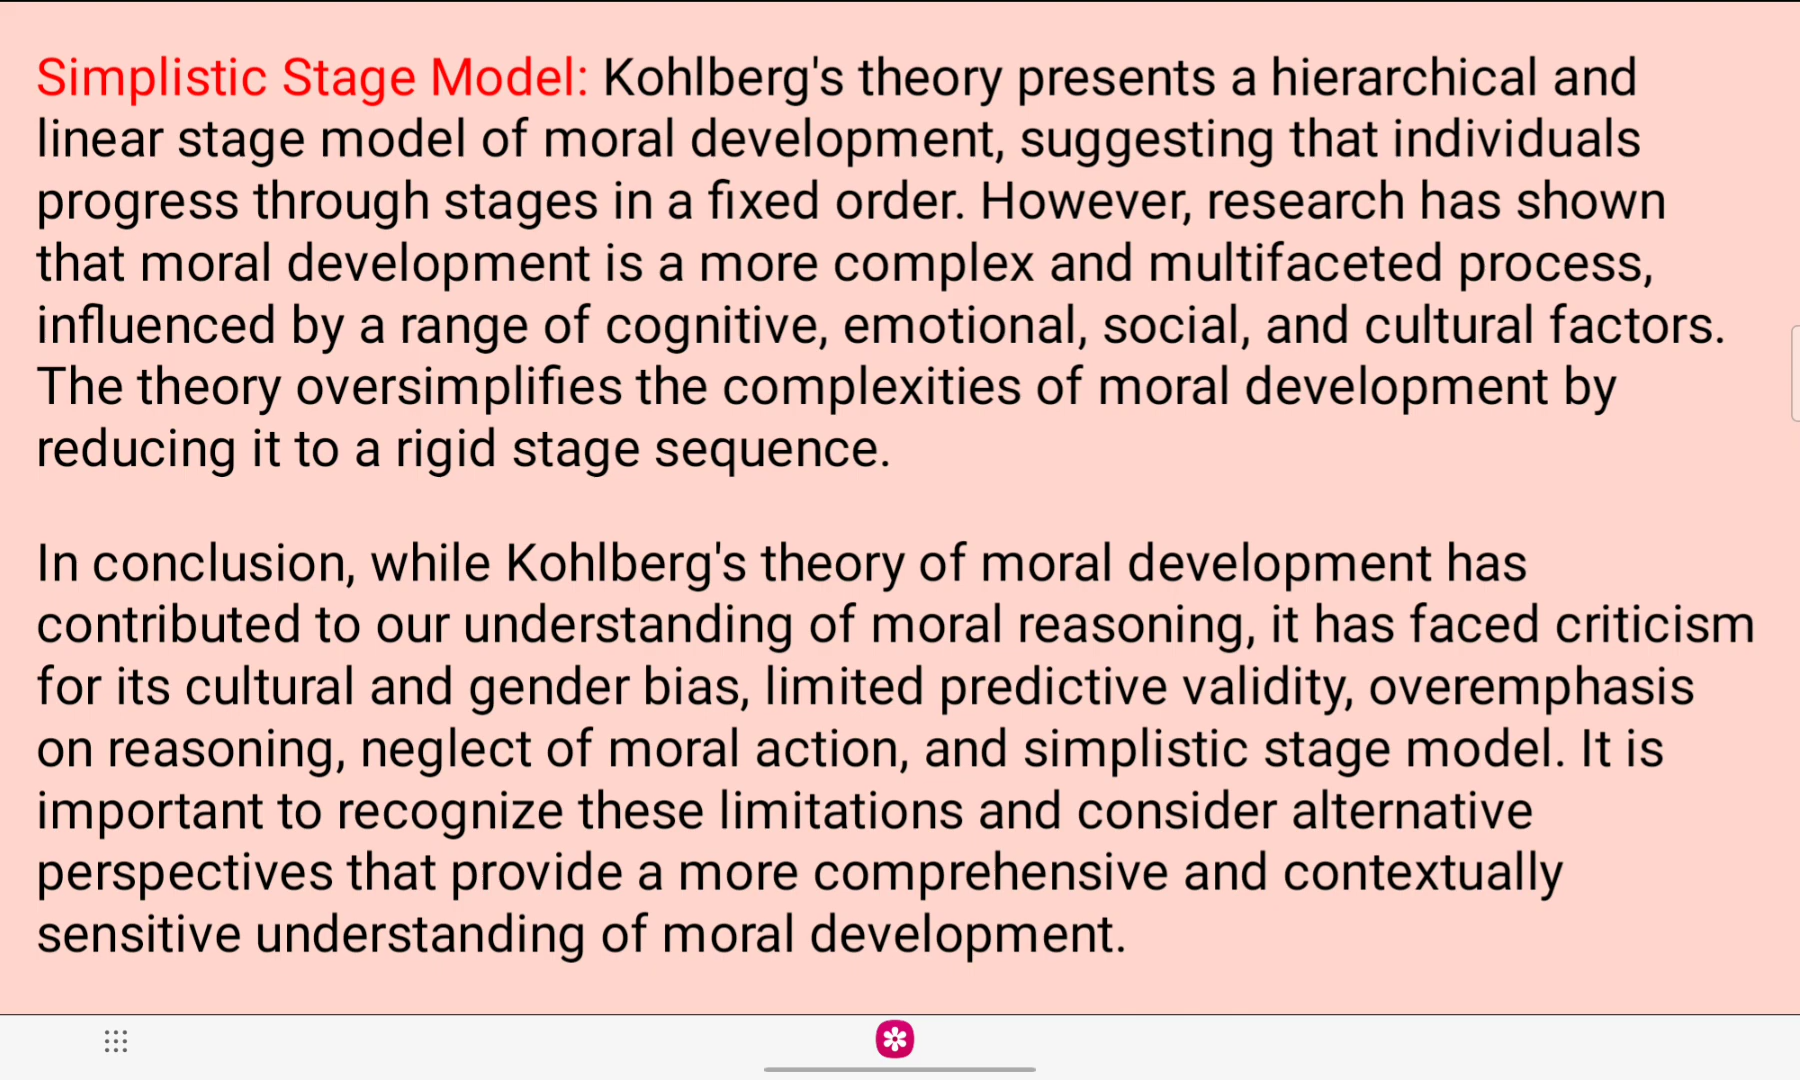 Simplistic Stage Model: Kohlberg's theory presents a hierarchical and
linear stage model of moral development, suggesting that individuals
progress through stages in a fixed order. However, research has shown
that moral development is a more complex and multifaceted process,
influenced by a range of cognitive, emotional, social, and cultural factors.
The theory oversimplifies the complexities of moral development by
reducing it to a rigid stage sequence.
In conclusion, while Kohlberg's theory of moral development has
contributed to our understanding of moral reasoning, it has faced criticism
for its cultural and gender bias, limited predictive validity, overemphasis
on reasoning, neglect of moral action, and simplistic stage model. It is
important to recognize these limitations and consider alternative
perspectives that provide a more comprehensive and contextually
sensitive understanding of moral development.